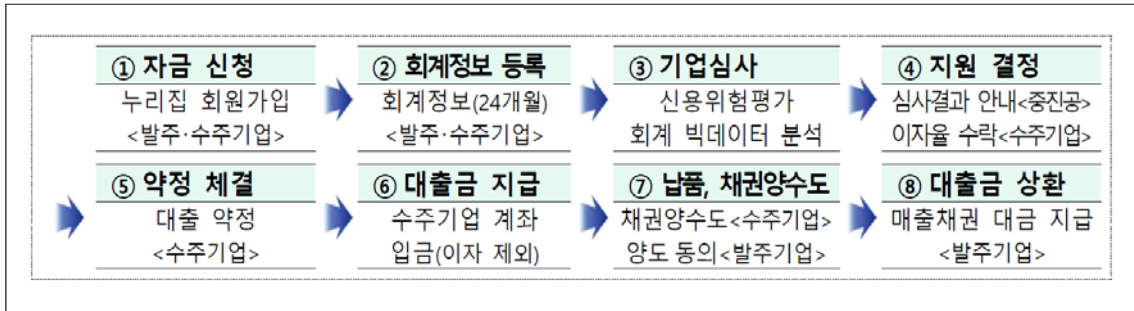 ① 자금 신청
누리집 회원가입
<발주·수주기업>
② 회계정보 등록
회계정보(24개월)
<발주·수주기업>
③ 기업심사
신용위험평가
회계 빅데이터 분석
④ 지원 결정
심사결과 안내<중진공>
이자율 수락<수주기업>
⑤ 약정 체결
대출 약정
<수주기업>
⑥ 대출금 지급
수주기업 계좌
입금(이자 제외)
⑦ 납품, 채권양수도
채권양수도<수주기업>
양도 동의<발주기업>
⑧ 대출금 상환
매출채권 대금 지급
<발주기업>